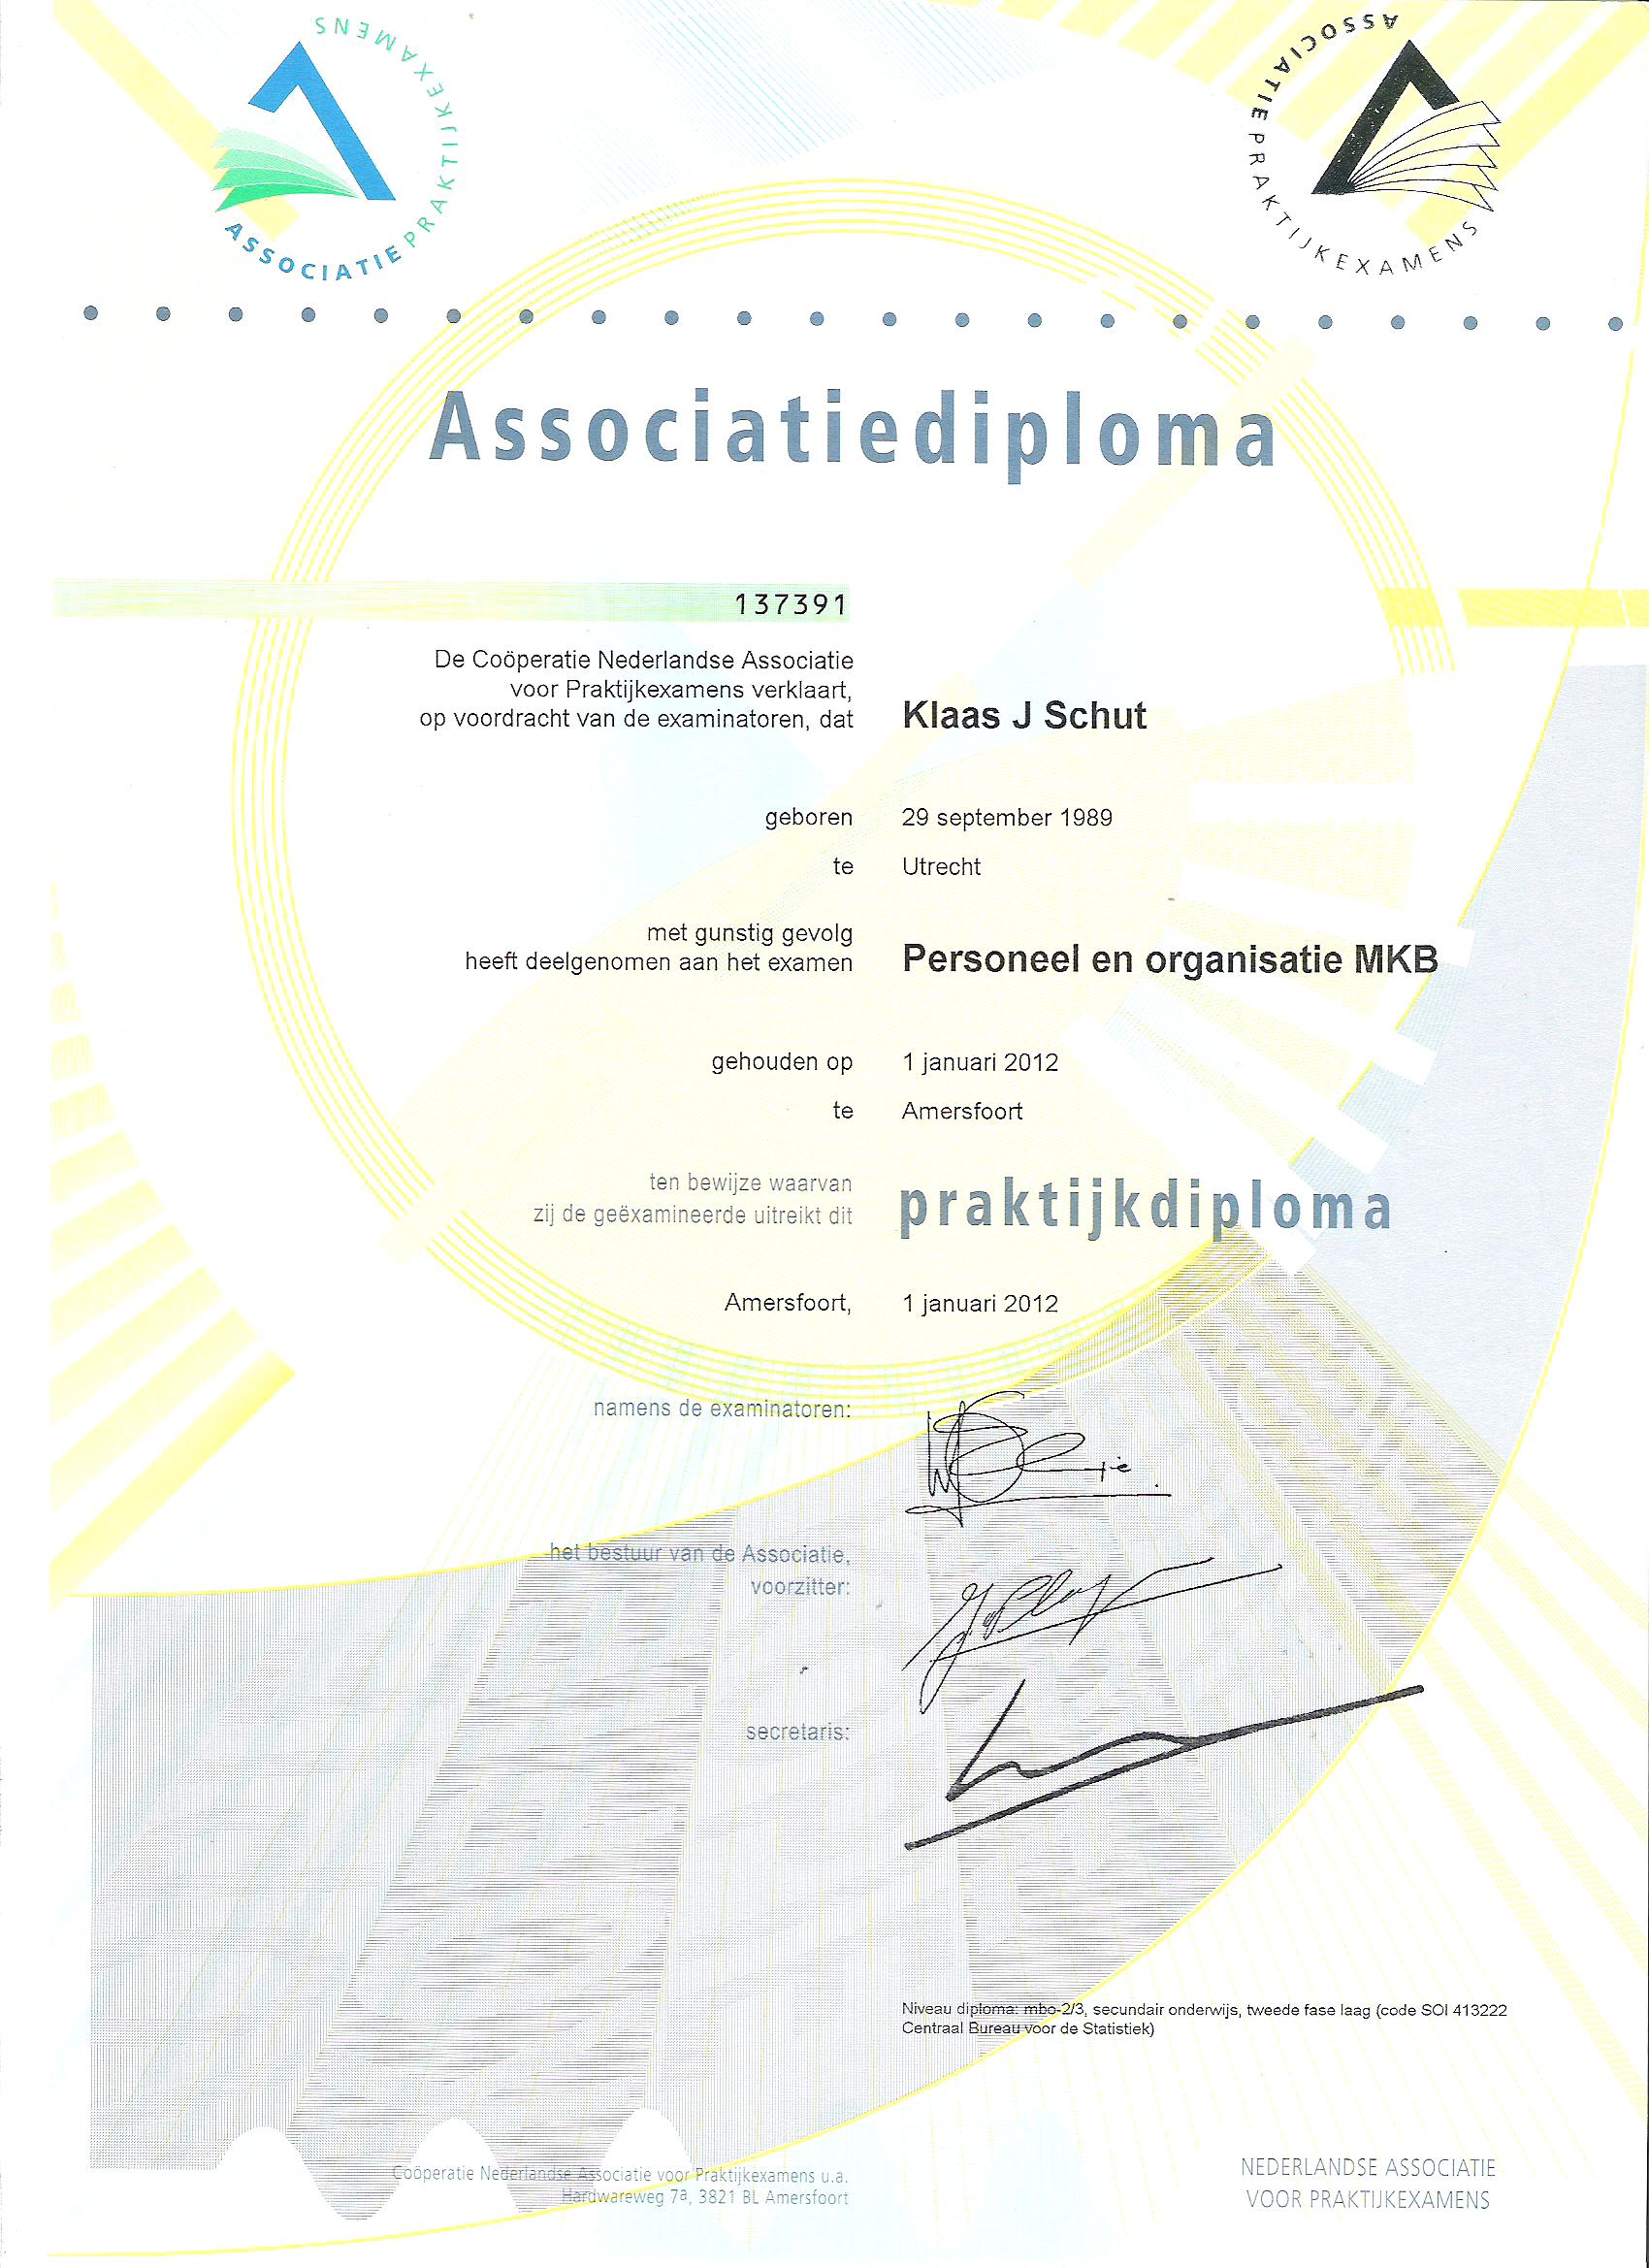 ASSOCIATIE PRAKTIJKEXAMENS
ASSOCIATIE PRAKTIJKEXAMENS
Associatiediploma
137391
De Coöperatie Nederlandse Associatie
voor Praktijkexamens verklaart,
op voordracht van de examinatoren, dat Klaas J Schut
geboren 29 september 1989
te Utrecht
met gunstig gevolg
heeft deelgenomen aan het examen Personeel en organisatie MKB
gehouden op 1 januari 2012
te Amersfoort
ten bewijze waarvan
zij de geëxamineerde uitreikt dit praktijkdiploma
Amersfoort, 1 januari 2012
namens de examinatoren:
het bestuur van de Associatie,
voorzitter:
secretaris:
Niveau diploma: mbo-2/3, secundair onderwijs, tweede fase laag (code SOI 413222
Centraal Bureau voor de Statistiek)
Coöperatie Nederlandse Associatie voor Praktijkexamens u.a.
Hardwareweg 7a, 3821 BL Amersfoort
NEDERLANDSE ASSOCIATIE
VOOR PRAKTIJKEXAMENS